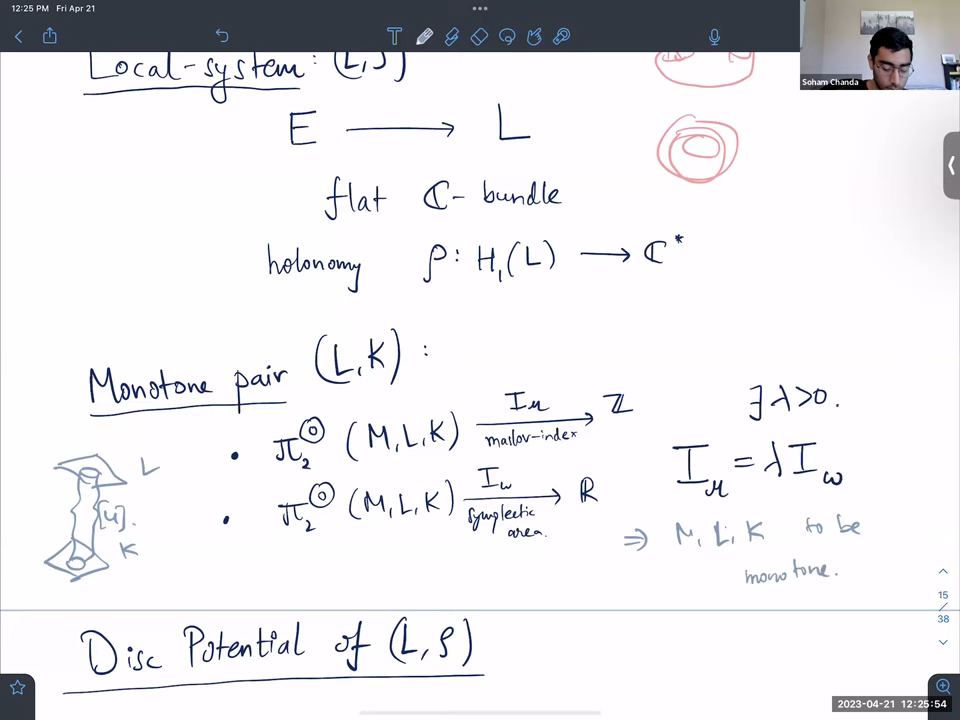 12:25 PM Fri Apr 21
Soham Chanda
Local-system : (L, ρ)
E ⟶ L
flat ℂ- bundle
holonomy ρ : H₁(L) ⟶ ℂ*
Monotone pair (L, K) :
• π₂^◎ (M, L, K) —I_μ→ ℤ
maslov-index
∃ λ>0.
• π₂^◎ (M, L, K) —I_ω→ ℝ
symplectic area.
I_μ = λ I_ω
L
[u].
K
⇒ M, L, K to be
monotone.
Disc Potential of (L, ρ)
15
/
38
2023-04-21 12:25:54